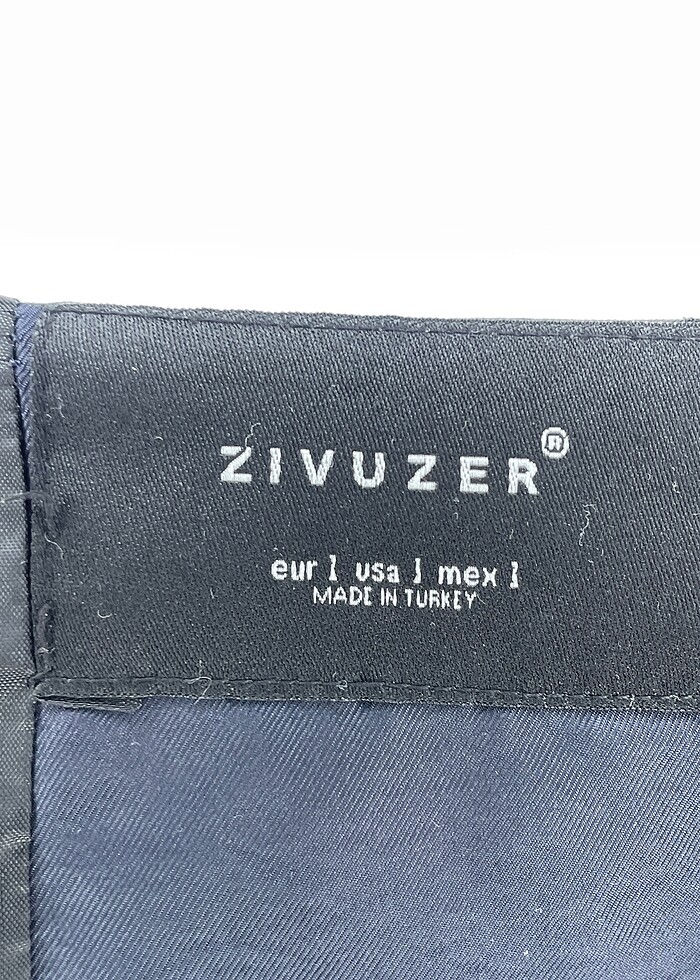 ZIVUZER®
eur l usa l mex l
MADE IN TURKEY